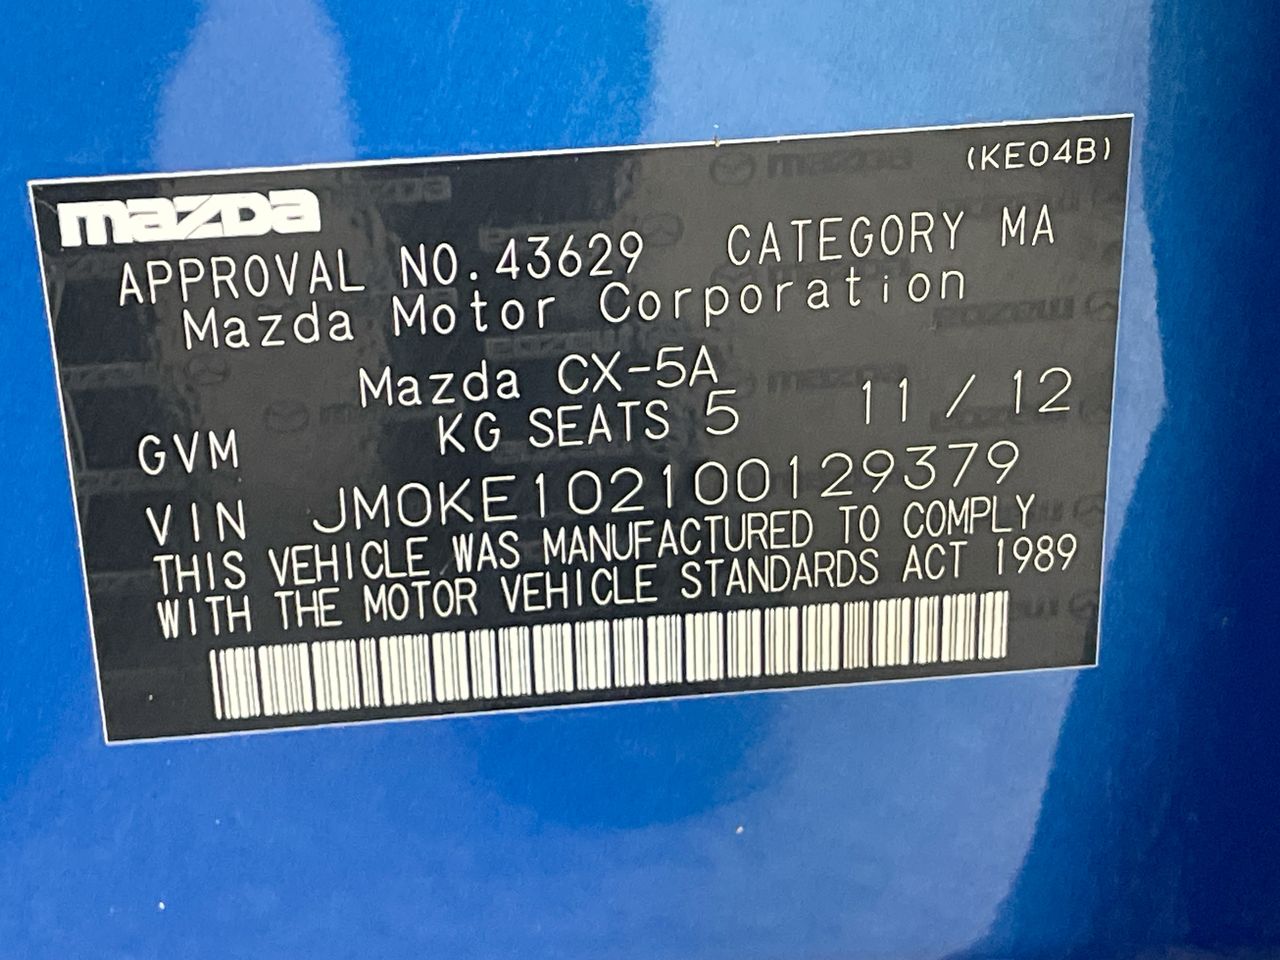 (KE04B)
mazda
APPROVAL NO.43629 CATEGORY MA
Mazda Motor Corporation
Mazda CX-5A
GVM KG SEATS 5 11 / 12
VIN JM0KE102100129379
THIS VEHICLE WAS MANUFACTURED TO COMPLY
WITH THE MOTOR VEHICLE STANDARDS ACT 1989